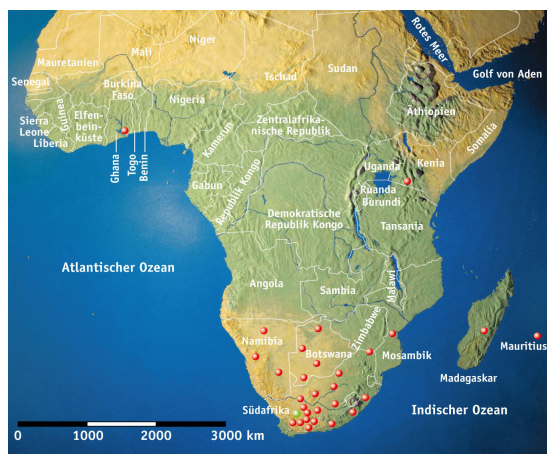 Rotes Meer
Niger
Mali
Mauretanien
Sudan
Tschad
Golf von Aden
Senegal
Burkina
Faso
Nigeria
Äthiopien
Guinea
Elfen-
bein-
küste
Sierra
Leone
Liberia
Zentralafrika-
nische Republik
Somalia
Kamerun
Ghana
Togo
Benin
Uganda
Kenia
Gabun
Republik Kongo
Ruanda
Burundi
Demokratische
Republik Kongo
Tansania
Atlantischer Ozean
Angola
Sambia
Malawi
Namibia
Botswana
Zimbabwe
Mosambik
Mauritius
Madagaskar
Südafrika
Indischer Ozean
0 1000 2000 3000 km